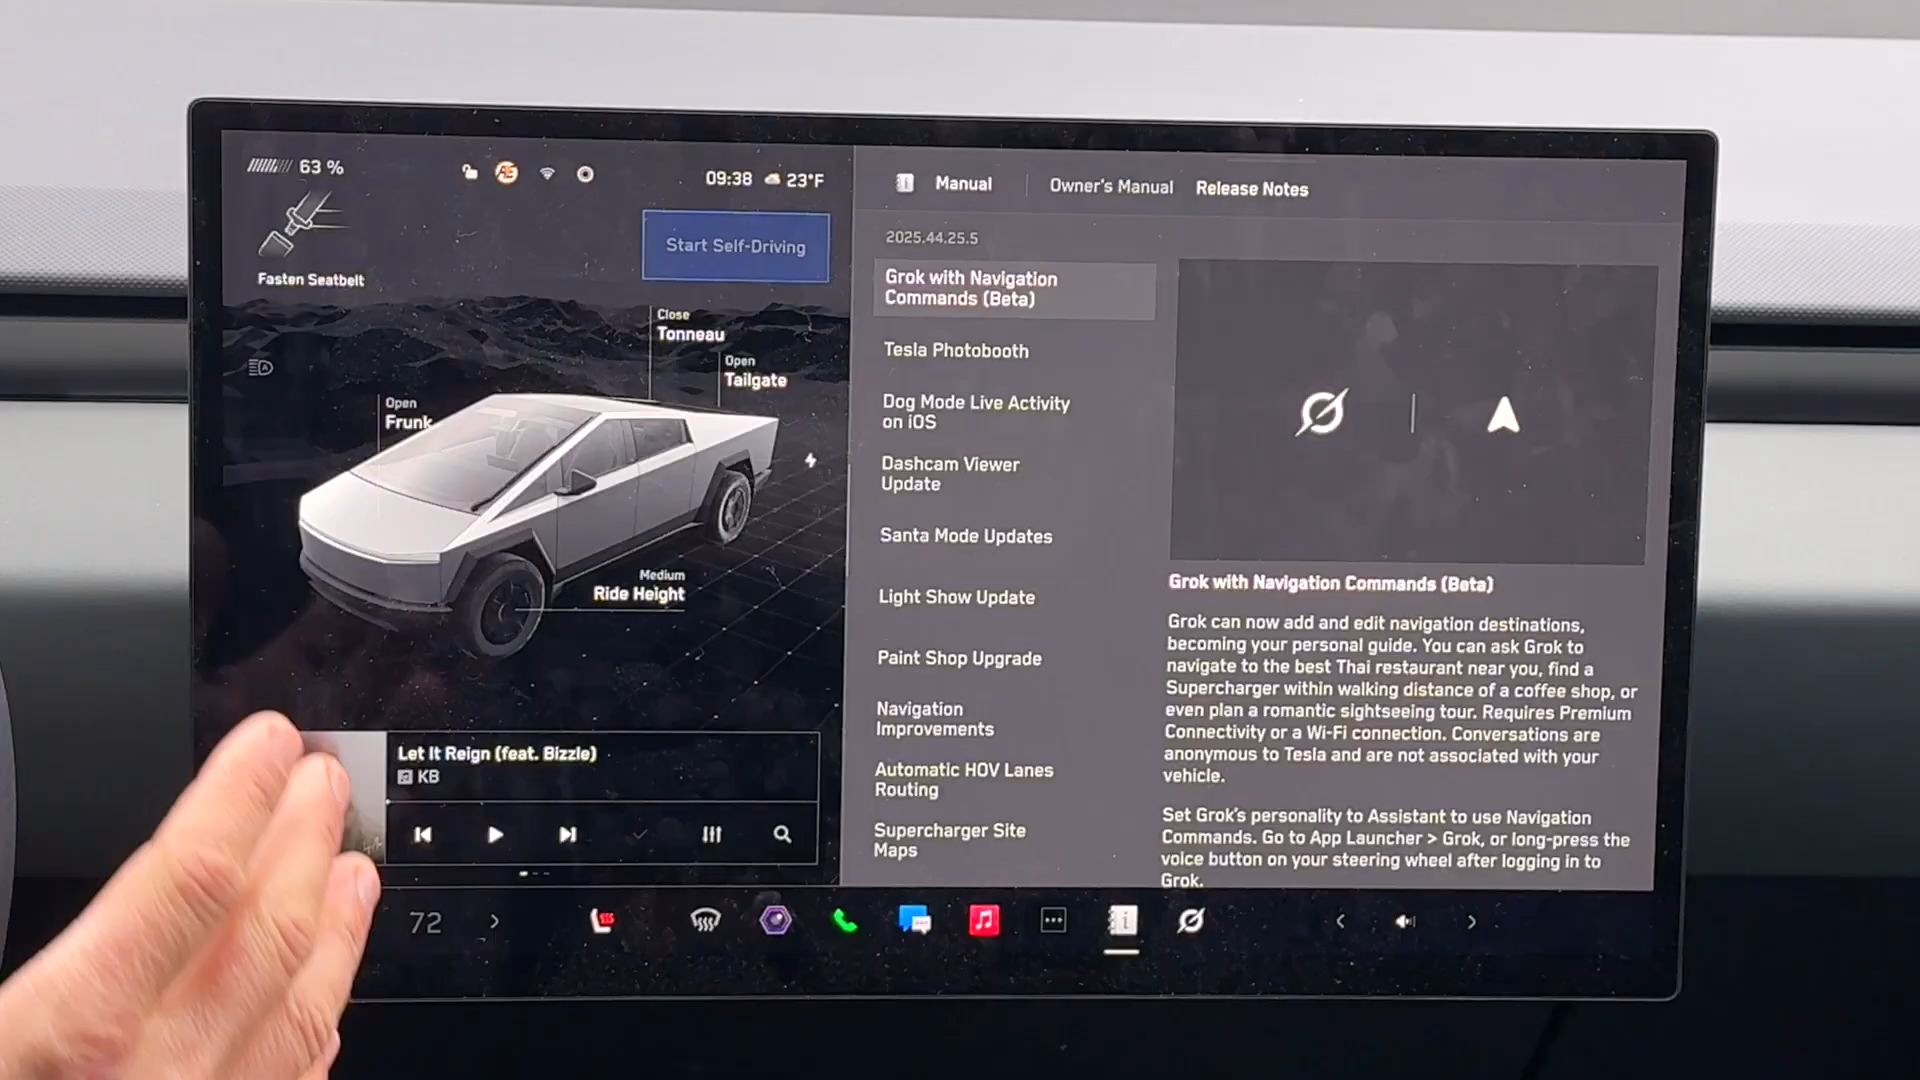 63 %
09:38
23°F
Fasten Seatbelt
Start Self-Driving
Close
Tonneau
Open
Tailgate
Open
Frunk
Medium
Ride Height
Let It Reign (feat. Bizzle)
KB
72
Manual
Owner's Manual
Release Notes
2025.44.25.5
Grok with Navigation
Commands (Beta)
Tesla Photobooth
Dog Mode Live Activity
on iOS
Dashcam Viewer
Update
Santa Mode Updates
Light Show Update
Paint Shop Upgrade
Navigation
Improvements
Automatic HOV Lanes
Routing
Supercharger Site
Maps
Grok with Navigation Commands (Beta)
Grok can now add and edit navigation destinations,
becoming your personal guide. You can ask Grok to
navigate to the best Thai restaurant near you, find a
Supercharger within walking distance of a coffee shop, or
even plan a romantic sightseeing tour. Requires Premium
Connectivity or a Wi-Fi connection. Conversations are
anonymous to Tesla and are not associated with your
vehicle.
Set Grok's personality to Assistant to use Navigation
Commands. Go to App Launcher > Grok, or long-press the
voice button on your steering wheel after logging in to
Grok.